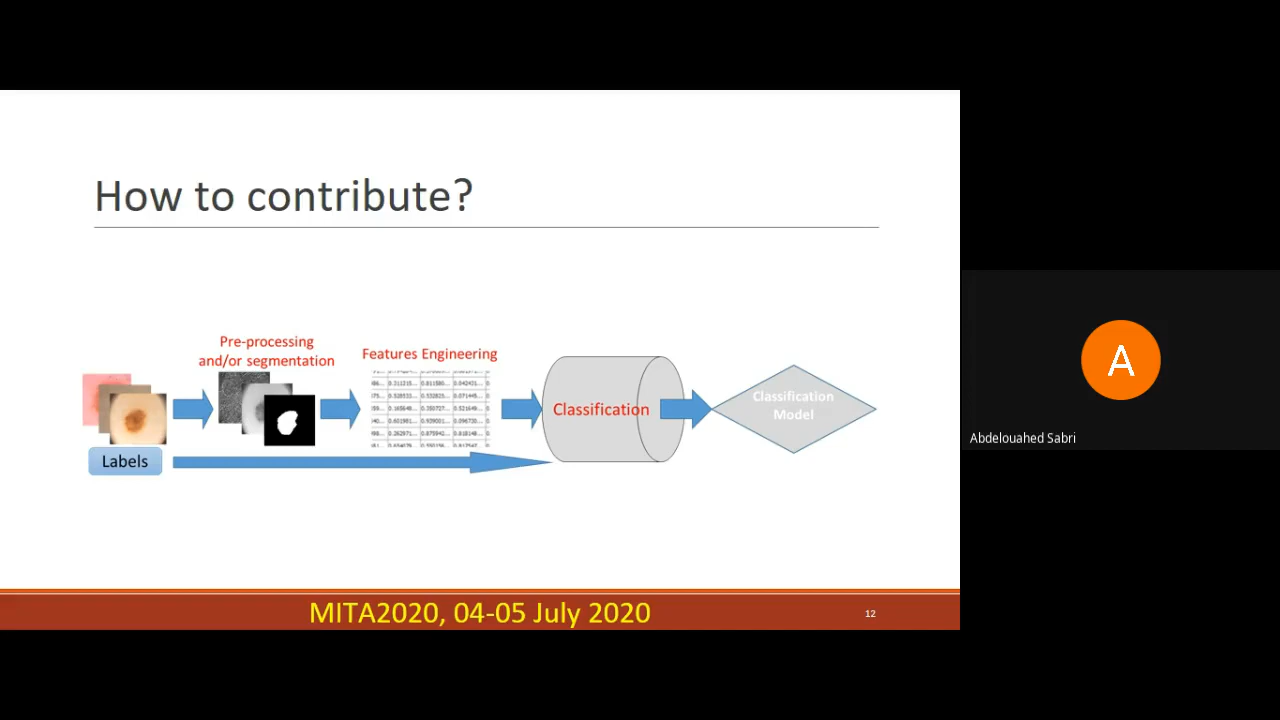 How to contribute?
Pre-processing
and/or segmentation
Features Engineering
Classification
Classification
Model
Labels
MITA2020, 04-05 July 2020
12
A
Abdelouahed Sabri